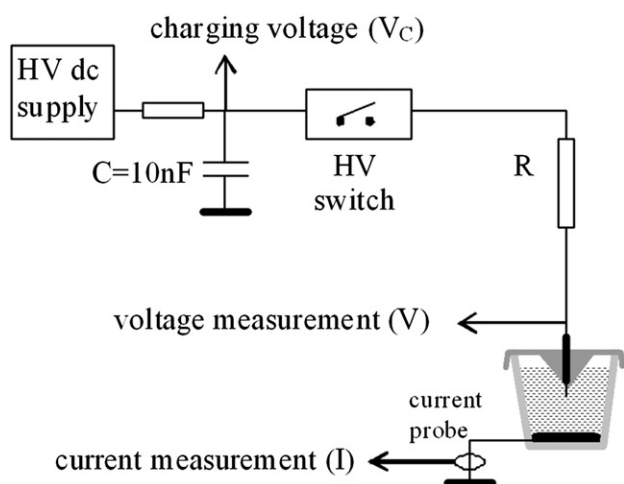 charging voltage (VC)
HV dc
supply
C=10nF
HV
switch
R
voltage measurement (V)
current
probe
current measurement (I)